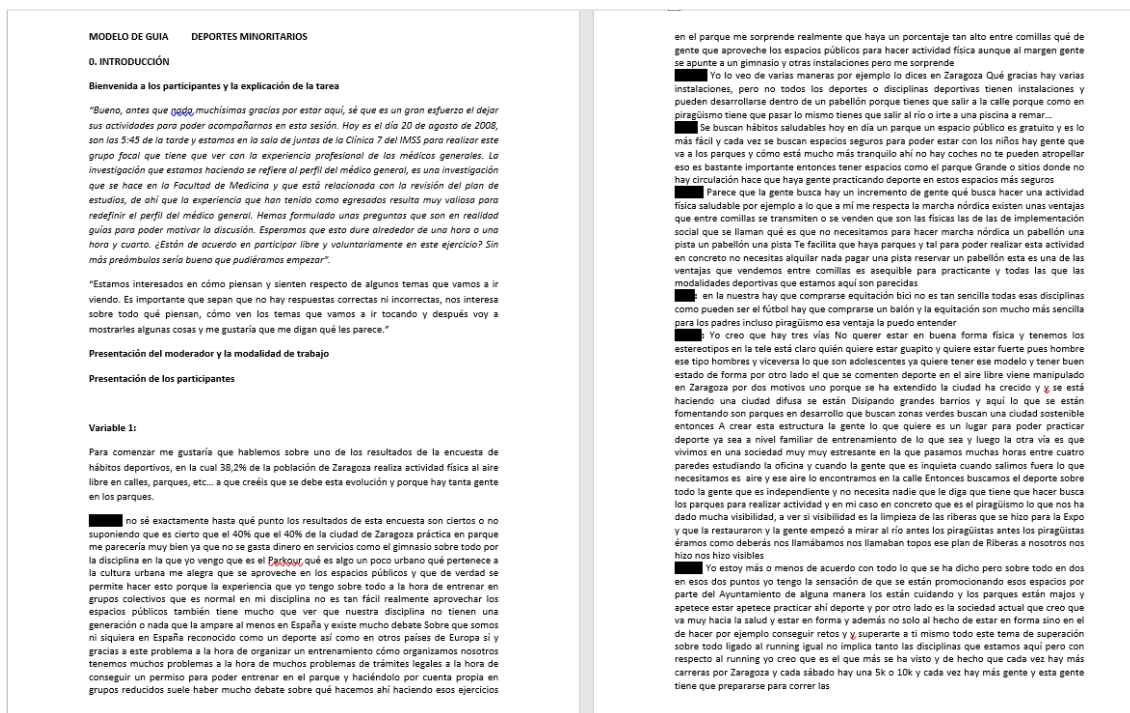 MODELO DE GUIA DEPORTES MINORITARIOS
0. INTRODUCCIÓN
Bienvenida a los participantes y la explicación de la tarea
“Bueno, antes que nada muchísimas gracias por estar aquí, sé que es un gran esfuerzo el dejar
sus actividades para poder acompañarnos en esta sesión. Hoy es el día 20 de agosto de 2008,
son las 5:45 de la tarde y estamos en la sala de juntas de la Clínica 7 del IMSS para realizar este
grupo focal que tiene que ver con la experiencia profesional de los médicos generales. La
investigación que estamos haciendo se refiere al perfil del médico general, es una investigación
que se hace en la Facultad de Medicina y que está relacionada con la revisión del plan de
estudios, de ahí que la experiencia que han tenido como egresados resulta muy valiosa para
redefinir el perfil del médico general. Hemos formulado unas preguntas que son en realidad
guías para poder motivar la discusión. Esperamos que esto dure alrededor de una hora o una
hora y cuarto. ¿Están de acuerdo en participar libre y voluntariamente en este ejercicio? Sin
más preámbulos sería bueno que pudiéramos empezar”.
“Estamos interesados en cómo piensan y sienten respecto de algunos temas que vamos a ir
viendo. Es importante que sepan que no hay respuestas correctas ni incorrectas, nos interesa
sobre todo qué piensan, cómo ven los temas que vamos a ir tocando y después voy a
mostrarles algunas cosas y me gustaría que me digan qué les parece.”
Presentación del moderador y la modalidad de trabajo
Presentación de los participantes
Variable 1:
Para comenzar me gustaría que hablemos sobre uno de los resultados de la encuesta de
hábitos deportivos, en la cual 38,2% de la población de Zaragoza realiza actividad física al aire
libre en calles, parques, etc... a que creéis que se debe esta evolución y porque hay tanta gente
en los parques.
no sé exactamente hasta qué punto los resultados de esta encuesta son ciertos o no
suponiendo que es cierto que el 40% que el 40% de la ciudad de Zaragoza práctica en parque
me parecería muy bien ya que no se gasta dinero en servicios como el gimnasio sobre todo por
la disciplina en la que yo vengo que es el Parkour qué es algo un poco urbano qué pertenece a
la cultura urbana me alegra que se aproveche en los espacios públicos y que de verdad se
permite hacer esto porque la experiencia que yo tengo sobre todo a la hora de entrenar en
grupos colectivos que es normal en mi disciplina no es tan fácil realmente aprovechar los
espacios públicos también tiene mucho que ver que nuestra disciplina no tienen una
generación o nada que la ampare al menos en España y existe mucho debate Sobre que somos
ni siquiera en España reconocido como un deporte así como en otros países de Europa sí y
gracias a este problema a la hora de organizar un entrenamiento cómo organizamos nosotros
tenemos muchos problemas a la hora de muchos problemas de trámites legales a la hora de
conseguir un permiso para poder entrenar en el parque y haciéndolo por cuenta propia en
grupos reducidos suele haber mucho debate sobre qué hacemos ahí haciendo esos ejercicios
en el parque me sorprende realmente que haya un porcentaje tan alto entre comillas qué de
gente que aproveche los espacios públicos para hacer actividad física aunque al margen gente
se apunte a un gimnasio y otras instalaciones pero me sorprende
Yo lo veo de varias maneras por ejemplo lo dices en Zaragoza Qué gracias hay varias
instalaciones, pero no todos los deportes o disciplinas deportivas tienen instalaciones y
pueden desarrollarse dentro de un pabellón porque tienes que salir a la calle porque como en
piragüismo tiene que pasar lo mismo tienes que salir al río o irte a una piscina a remar...
Se buscan hábitos saludables hoy en día un parque un espacio público es gratuito y es lo
más fácil y cada vez se buscan espacios seguros para poder estar con los niños hay gente que
va a los parques y cómo está mucho más tranquilo ahí no hay coches no te pueden atropellar
eso es bastante importante entonces tener espacios como el parque Grande o sitios donde no
hay circulación hace que haya gente practicando deporte en estos espacios más seguros
Parece que la gente busca hay un incremento de gente qué busca hacer una actividad
física saludable por ejemplo a lo que a mí me respecta la marcha nórdica existen unas ventajas
que entre comillas se transmiten o se venden que son las físicas las de las de implementación
social que se llaman qué es que no necesitamos para hacer marcha nórdica un pabellón una
pista un pabellón una pista Te facilita que haya parques y tal para poder realizar esta actividad
en concreto no necesitas alquilar nada pagar una pista reservar un pabellón esta es una de las
ventajas que vendemos entre comillas es asequible para practicante y todas las que las
modalidades deportivas que estamos aquí son parecidas
: en la nuestra hay que comprarse equitación bici no es tan sencilla todas esas disciplinas
como pueden ser el fútbol hay que comprarse un balón y la equitación son mucho más sencilla
para los padres incluso piragüismo esa ventaja la puedo entender
: Yo creo que hay tres vías No querer estar en buena forma física y tenemos los
estereotipos en la tele está claro quién quiere estar guapito y quiere estar fuerte pues hombre
ese tipo hombres y viceversa lo que son adolescentes ya quiere tener ese modelo y tener buen
estado de forma por otro lado el que se comenten deporte en el aire libre viene manipulado
en Zaragoza por dos motivos uno porque se ha extendido la ciudad ha crecido y y se está
haciendo una ciudad difusa se están Disipando grandes barrios y aquí lo que se están
fomentando son parques en desarrollo que buscan zonas verdes buscan una ciudad sostenible
entonces A crear esta estructura la gente lo que quiere es un lugar para poder practicar
deporte ya sea a nivel familiar de entrenamiento de lo que sea y luego la otra vía es que
vivimos en una sociedad muy muy estresante en la que pasamos muchas horas entre cuatro
paredes estudiando la oficina y cuando la gente que es inquieta cuando salimos fuera lo que
necesitamos es aire y ese aire lo encontramos en la calle Entonces buscamos el deporte sobre
todo la gente que es independiente y no necesita nadie que le diga que tiene que hacer busca
los parques para realizar actividad y en mi caso en concreto que es el piragüismo lo que nos ha
dado mucha visibilidad, a ver si visibilidad es la limpieza de las riberas que se hizo para la Expo
y que la restauraron y la gente empezó a mirar al río antes los piragüistas antes los piragüistas
éramos como deberás nos llamábamos nos llamaban topos ese plan de Riberas a nosotros nos
hizo nos hizo visibles
Yo estoy más o menos de acuerdo con todo lo que se ha dicho pero sobre todo en dos
en esos dos puntos yo tengo la sensación de que se están promocionando esos espacios por
parte del Ayuntamiento de alguna manera los están cuidando y los parques están majos y
apetece estar apetece practicar ahí deporte y por otro lado es la sociedad actual que creo que
va muy hacia la salud y estar en forma y además no solo al hecho de estar en forma sino en el
de hacer por ejemplo conseguir retos y y superarte a ti mismo todo este tema de superación
sobre todo ligado al running igual no implica tanto las disciplinas que estamos aquí pero con
respecto al running yo creo que es el que más se ha visto y de hecho que cada vez hay más
carreras por Zaragoza y cada sábado hay una 5k o 10k y cada vez hay más gente y esta gente
tiene que prepararse para correr las